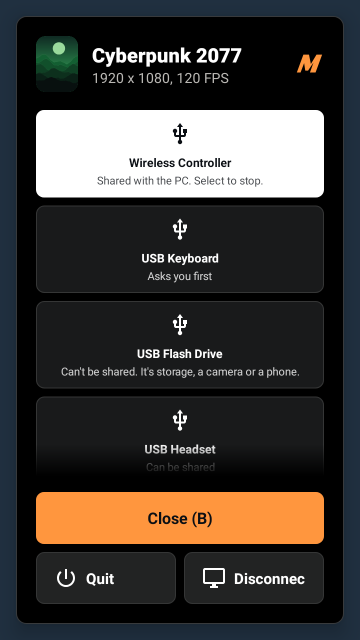 Cyberpunk 2077
1920 x 1080, 120 FPS
Wireless Controller
Shared with the PC. Select to stop.
USB Keyboard
Asks you first
USB Flash Drive
Can't be shared. It's storage, a camera or a phone.
USB Headset
Can be shared
Close (B)
Quit
Disconnec